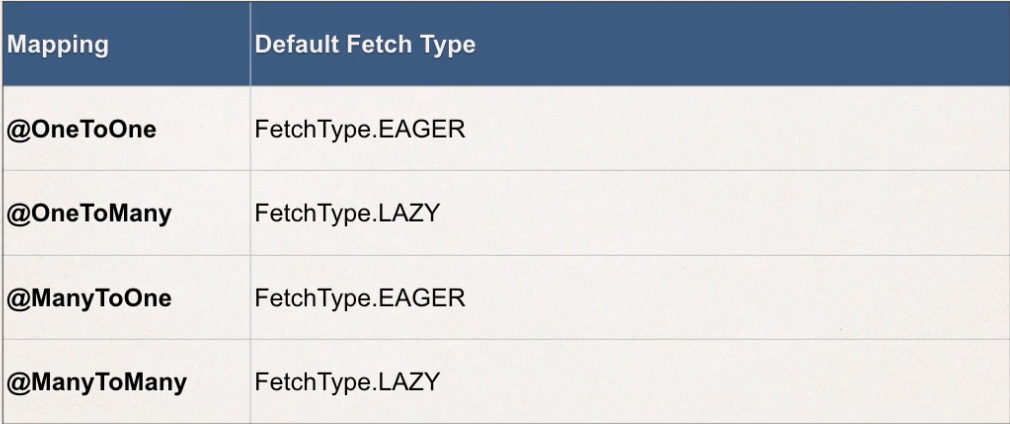 Mapping Default Fetch Type
@OneToOne FetchType.EAGER
@OneToMany FetchType.LAZY
@ManyToOne FetchType.EAGER
@ManyToMany FetchType.LAZY